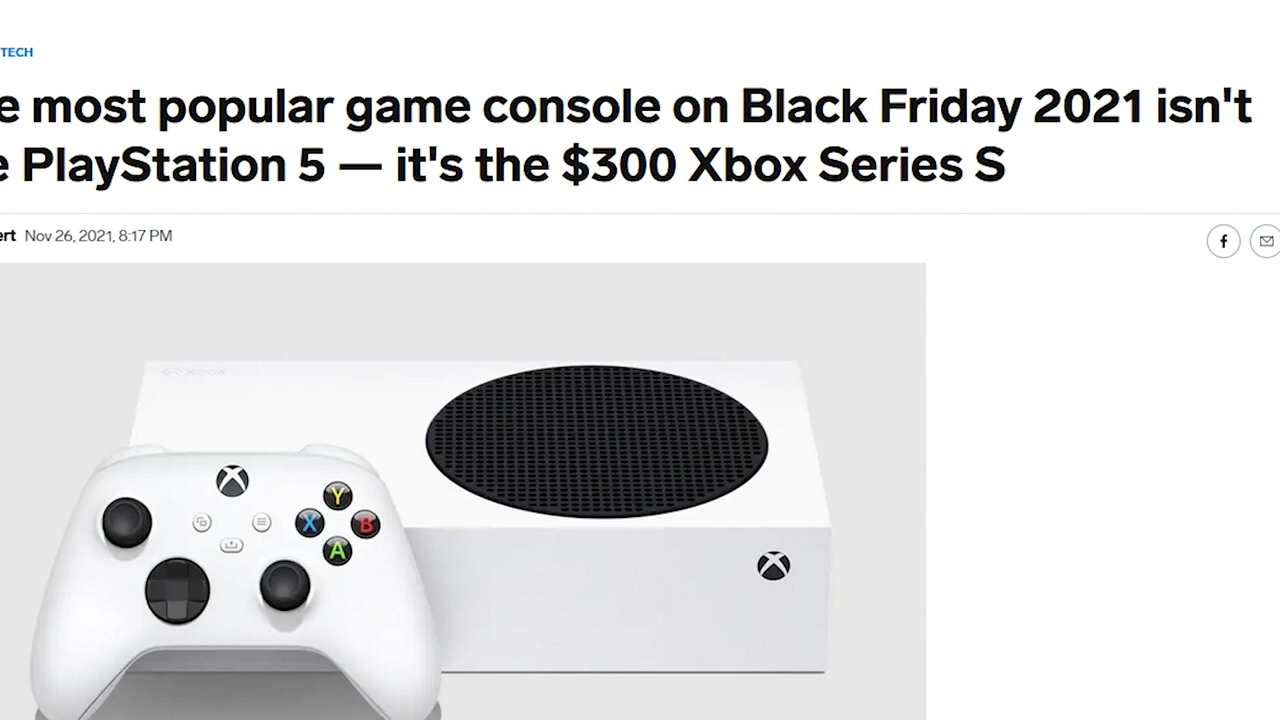 TECH
e most popular game console on Black Friday 2021 isn't
e PlayStation 5 — it's the $300 Xbox Series S
ert Nov 26, 2021, 8:17 PM
f
XBOX
Y
X B
A